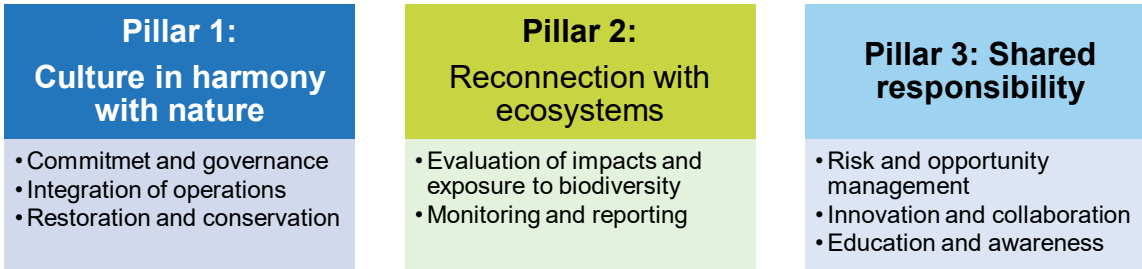 Pillar 1:
Culture in harmony
with nature
• Commitmet and governance
• Integration of operations
• Restoration and conservation
Pillar 2:
Reconnection with
ecosystems
• Evaluation of impacts and
exposure to biodiversity
• Monitoring and reporting
Pillar 3: Shared
responsibility
• Risk and opportunity
management
• Innovation and collaboration
• Education and awareness